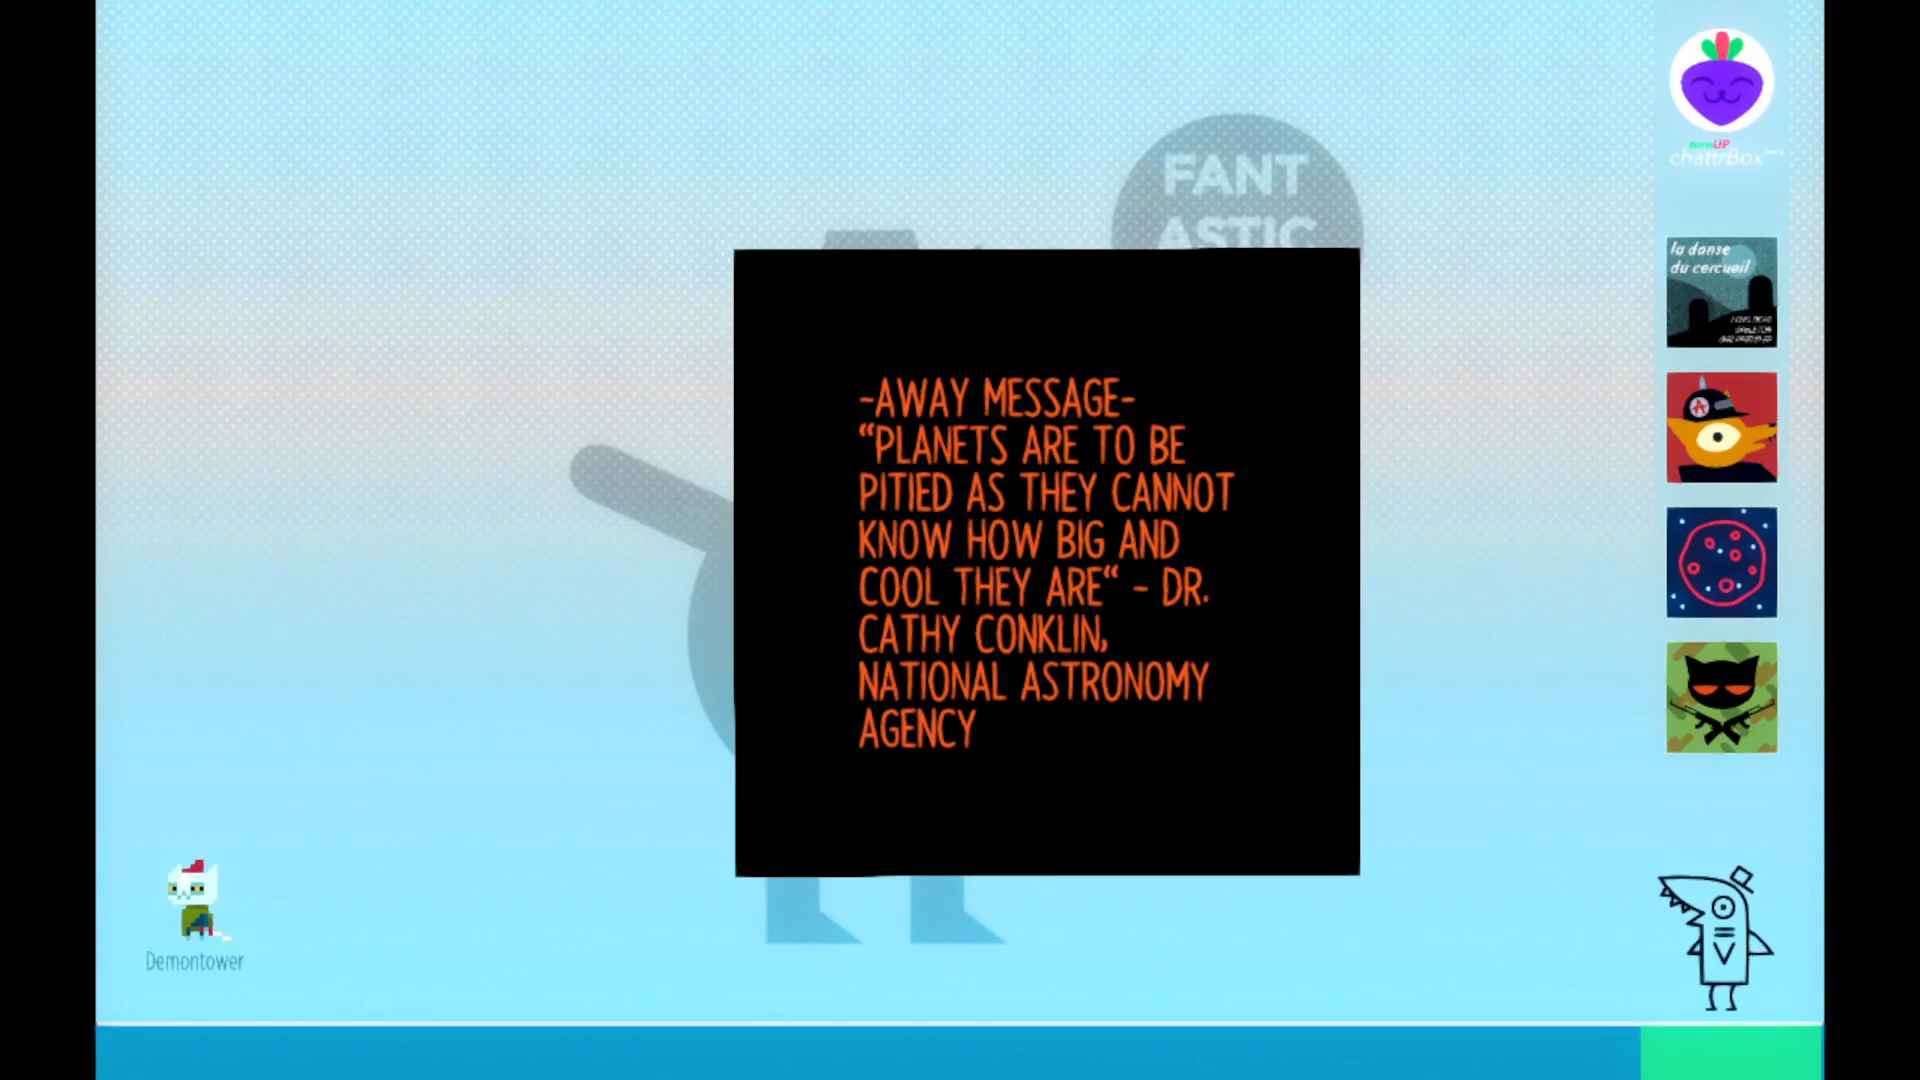 FANT
ASTIC
turnUP
chattrBox
la danse
du cercueil
-AWAY MESSAGE-
“PLANETS ARE TO BE
PITIED AS THEY CANNOT
KNOW HOW BIG AND
COOL THEY ARE“ - DR.
CATHY CONKLIN,
NATIONAL ASTRONOMY
AGENCY
A
Demontower